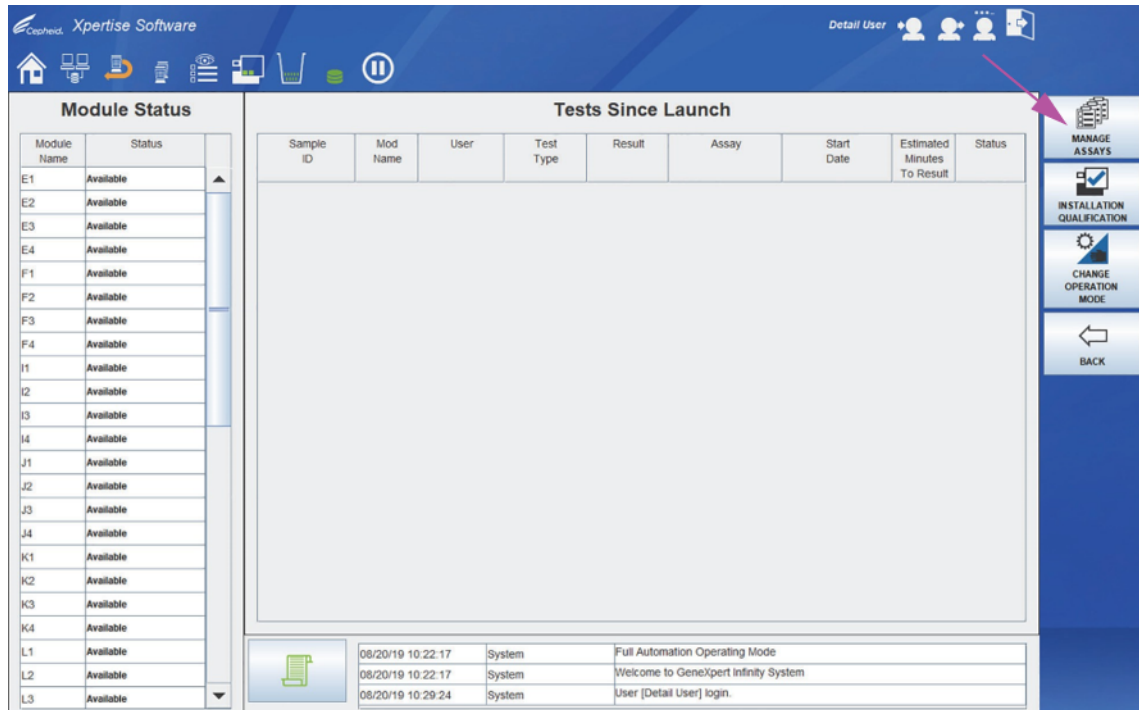 Cepheid. Xpertise Software
Detail User
Module Status
Module Name Status
E1 Available
E2 Available
E3 Available
E4 Available
F1 Available
F2 Available
F3 Available
F4 Available
I1 Available
I2 Available
I3 Available
I4 Available
J1 Available
J2 Available
J3 Available
J4 Available
K1 Available
K2 Available
K3 Available
K4 Available
L1 Available
L2 Available
L3 Available
Tests Since Launch
Sample ID Mod Name User Test Type Result Assay Start Date Estimated Minutes To Result Status
08/20/19 10:22:17 System Full Automation Operating Mode
08/20/19 10:22:17 System Welcome to GeneXpert Infinity System
08/20/19 10:29:24 System User [Detail User] login.
MANAGE
ASSAYS
INSTALLATION
QUALIFICATION
CHANGE
OPERATION
MODE
BACK